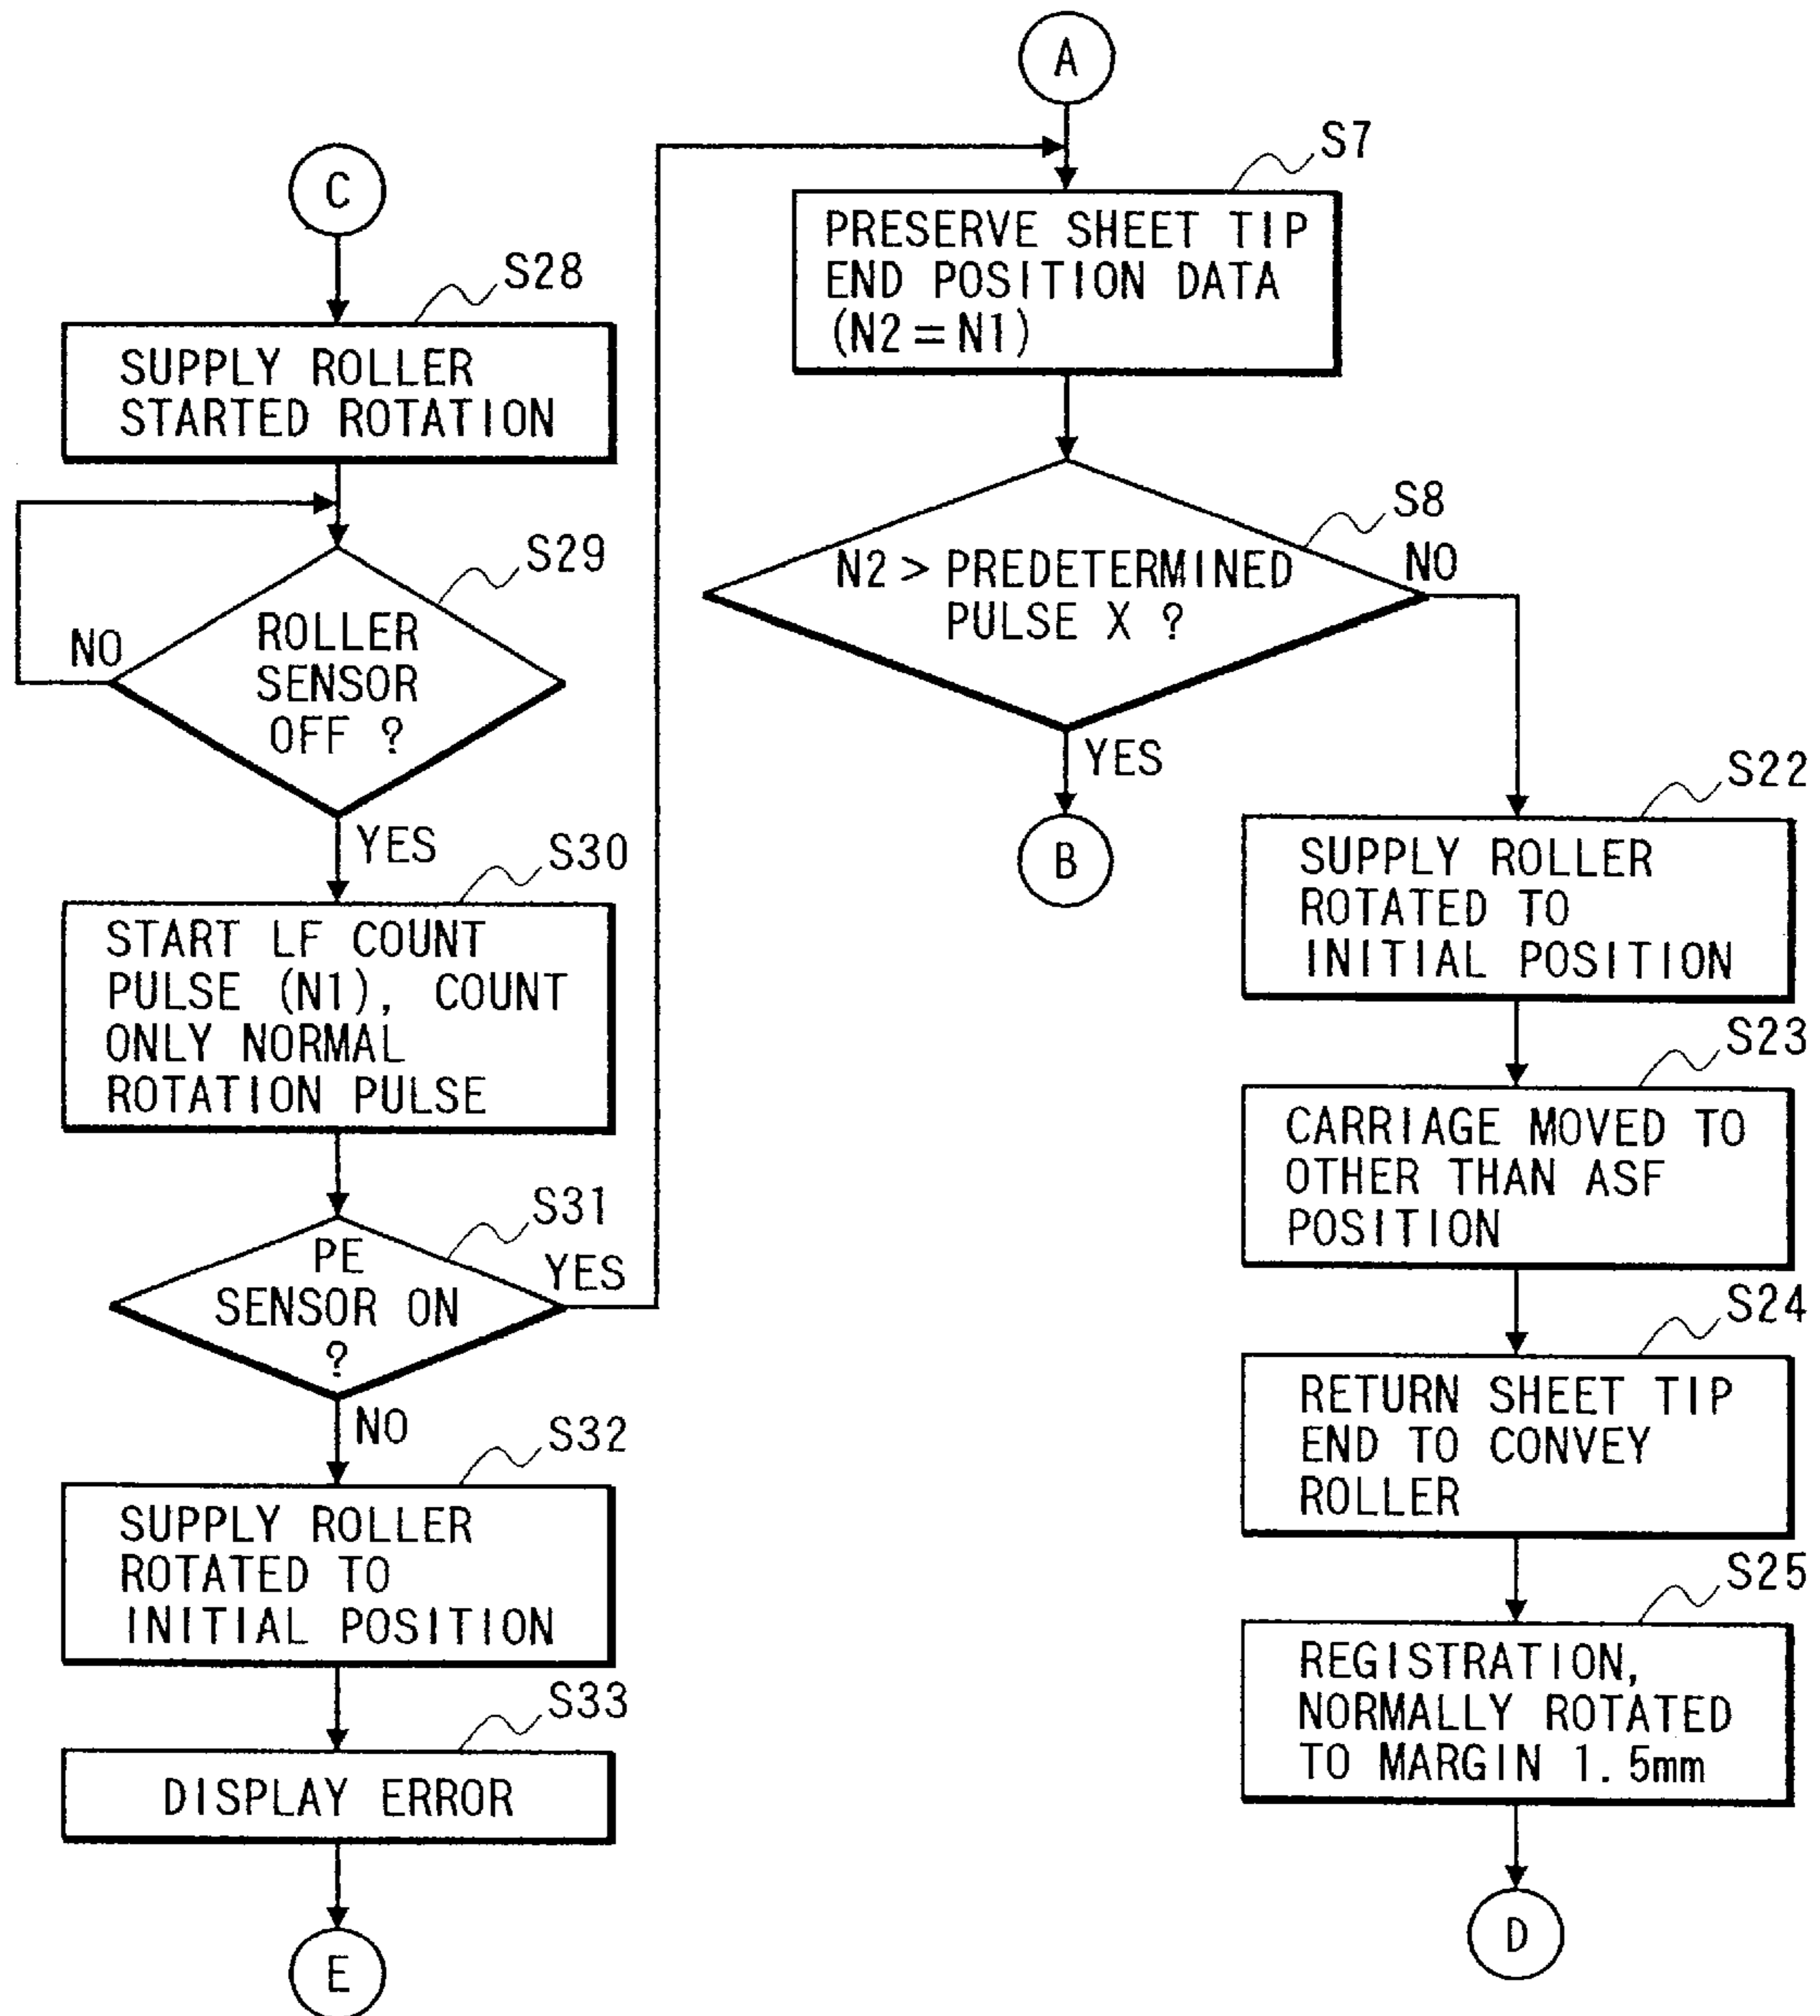 C
S28
SUPPLY ROLLER
STARTED ROTATION
S29
ROLLER
SENSOR
OFF ?
NO
YES
S30
START LF COUNT
PULSE (N1), COUNT
ONLY NORMAL
ROTATION PULSE
S31
PE
SENSOR ON
?
YES
NO
S32
SUPPLY ROLLER
ROTATED TO
INITIAL POSITION
S33
DISPLAY ERROR
E
A
S7
PRESERVE SHEET TIP
END POSITION DATA
(N2=N1)
S8
N2 > PREDETERMINED
PULSE X ?
NO
YES
B
S22
SUPPLY ROLLER
ROTATED TO
INITIAL POSITION
S23
CARRIAGE MOVED TO
OTHER THAN ASF
POSITION
S24
RETURN SHEET TIP
END TO CONVEY
ROLLER
S25
REGISTRATION,
NORMALLY ROTATED
TO MARGIN 1.5mm
D